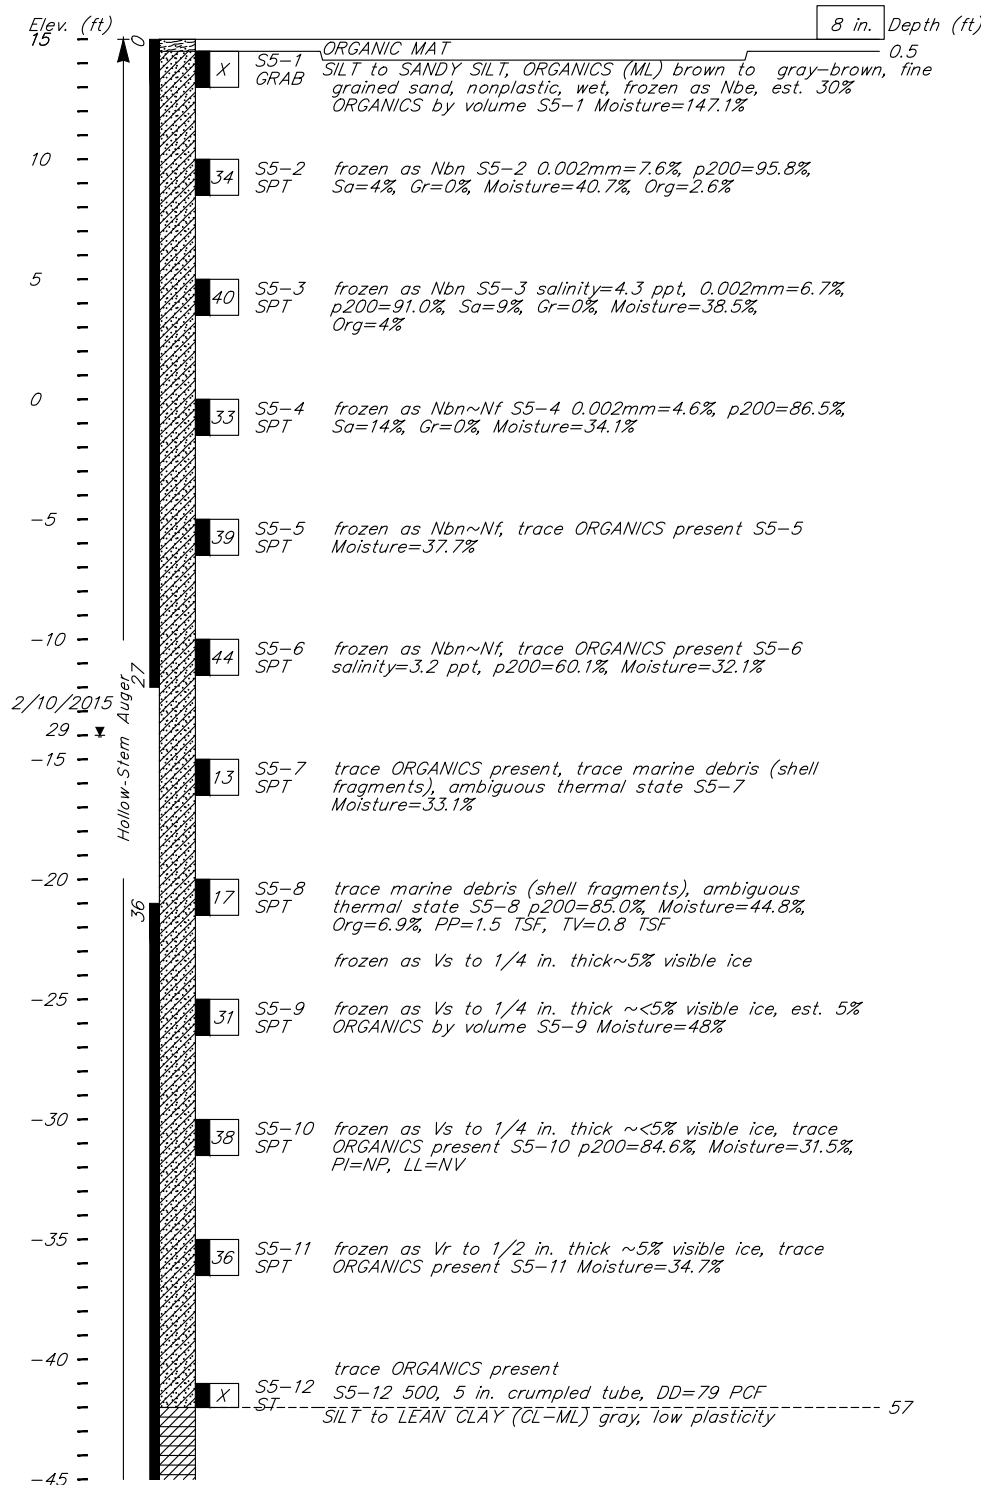 Elev. (ft)
8 in. Depth (ft)
15
0
ORGANIC MAT
0.5
X
S5-1
GRAB
SILT to SANDY SILT, ORGANICS (ML) brown to gray-brown, fine
grained sand, nonplastic, wet, frozen as Nbe, est. 30%
ORGANICS by volume S5-1 Moisture=147.1%
10
34
S5-2
SPT
frozen as Nbn S5-2 0.002mm=7.6%, p200=95.8%,
Sa=4%, Gr=0%, Moisture=40.7%, Org=2.6%
5
40
S5-3
SPT
frozen as Nbn S5-3 salinity=4.3 ppt, 0.002mm=6.7%,
p200=91.0%, Sa=9%, Gr=0%, Moisture=38.5%,
Org=4%
0
33
S5-4
SPT
frozen as Nbn~Nf S5-4 0.002mm=4.6%, p200=86.5%,
Sa=14%, Gr=0%, Moisture=34.1%
-5
39
S5-5
SPT
frozen as Nbn~Nf, trace ORGANICS present S5-5
Moisture=37.7%
-10
44
S5-6
SPT
frozen as Nbn~Nf, trace ORGANICS present S5-6
salinity=3.2 ppt, p200=60.1%, Moisture=32.1%
27
2/10/2015
29
Hollow-Stem Auger
-15
13
S5-7
SPT
trace ORGANICS present, trace marine debris (shell
fragments), ambiguous thermal state S5-7
Moisture=33.1%
-20
36
17
S5-8
SPT
trace marine debris (shell fragments), ambiguous
thermal state S5-8 p200=85.0%, Moisture=44.8%,
Org=6.9%, PP=1.5 TSF, TV=0.8 TSF
frozen as Vs to 1/4 in. thick~5% visible ice
-25
31
S5-9
SPT
frozen as Vs to 1/4 in. thick ~<5% visible ice, est. 5%
ORGANICS by volume S5-9 Moisture=48%
-30
38
S5-10
SPT
frozen as Vs to 1/4 in. thick ~<5% visible ice, trace
ORGANICS present S5-10 p200=84.6%, Moisture=31.5%,
PI=NP, LL=NV
-35
36
S5-11
SPT
frozen as Vr to 1/2 in. thick ~5% visible ice, trace
ORGANICS present S5-11 Moisture=34.7%
-40
trace ORGANICS present
X
S5-12
ST
S5-12 500, 5 in. crumpled tube, DD=79 PCF
57
SILT to LEAN CLAY (CL-ML) gray, low plasticity
-45